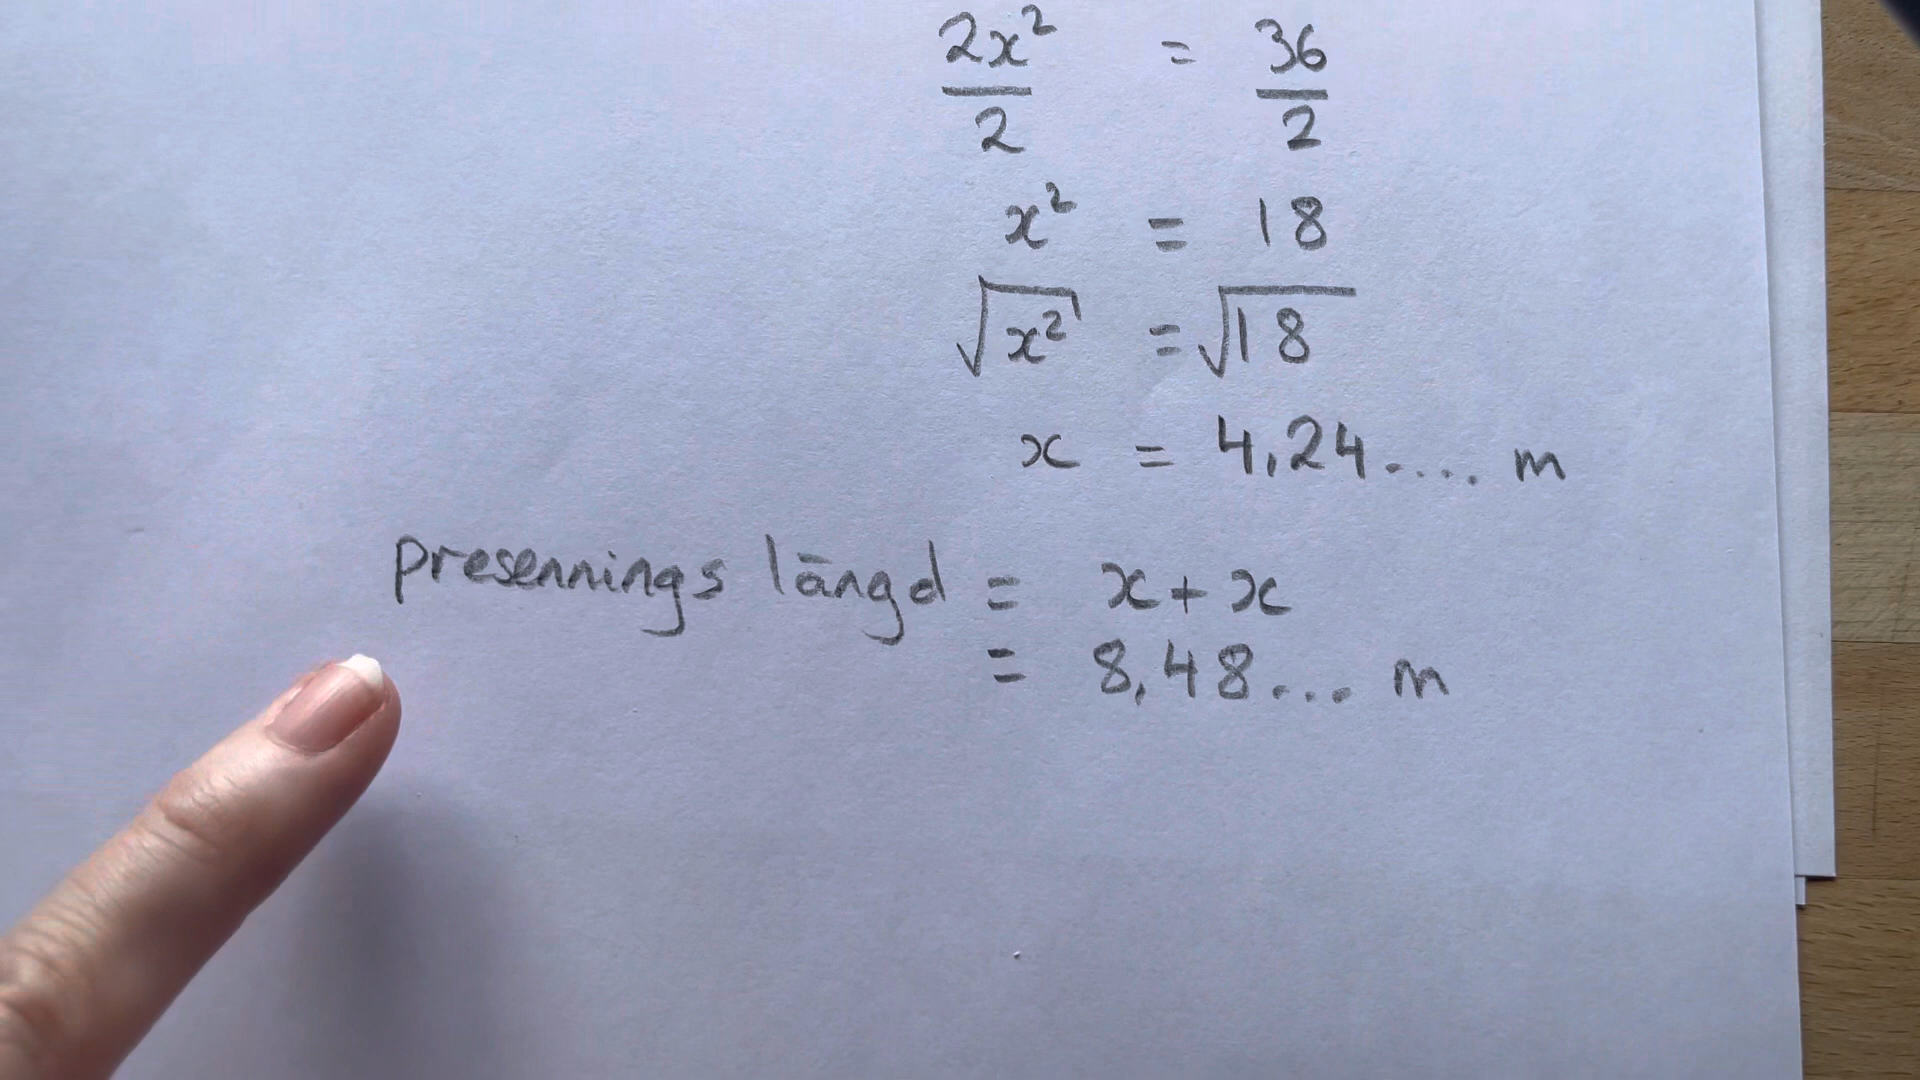 2x² = 36
2 2
x² = 18
√x² = √18
x = 4,24.... m
presennings längd = x + x
= 8,48... m